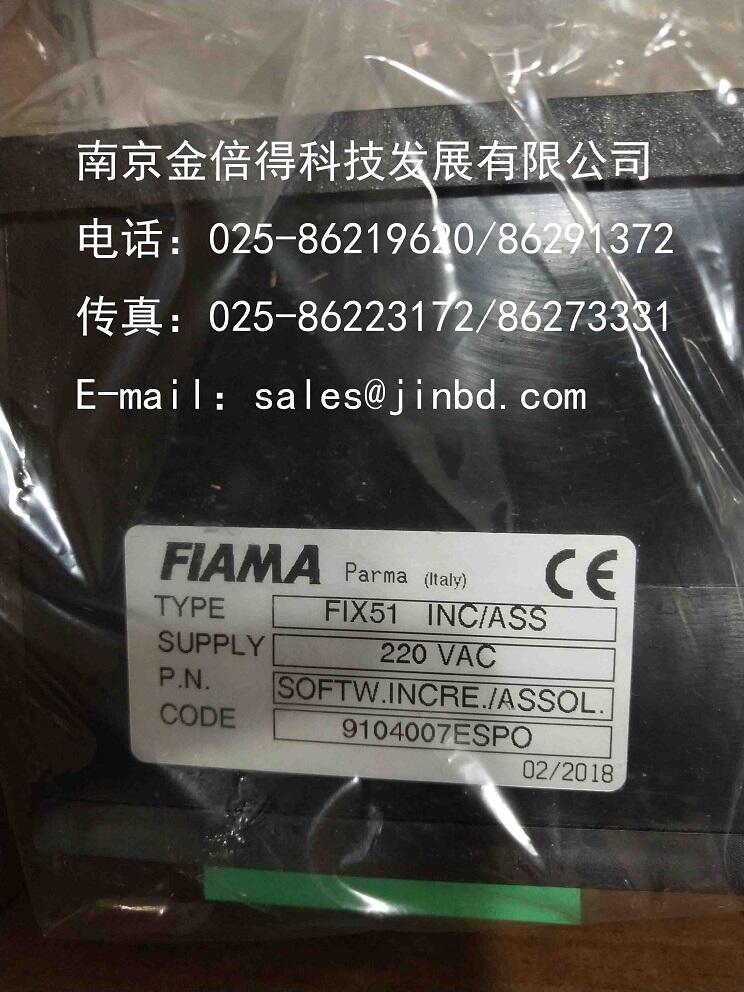 南京金倍得科技发展有限公司
电话：025-86219620/86291372
传真：025-86223172/86273331
E-mail：sales@jinbd.com
FIAMA Parma (Italy) CE
TYPE FIX51 INC/ASS
SUPPLY 220 VAC
P.N. SOFTW.INCRE./ASSOL.
CODE 9104007ESPO
02/2018